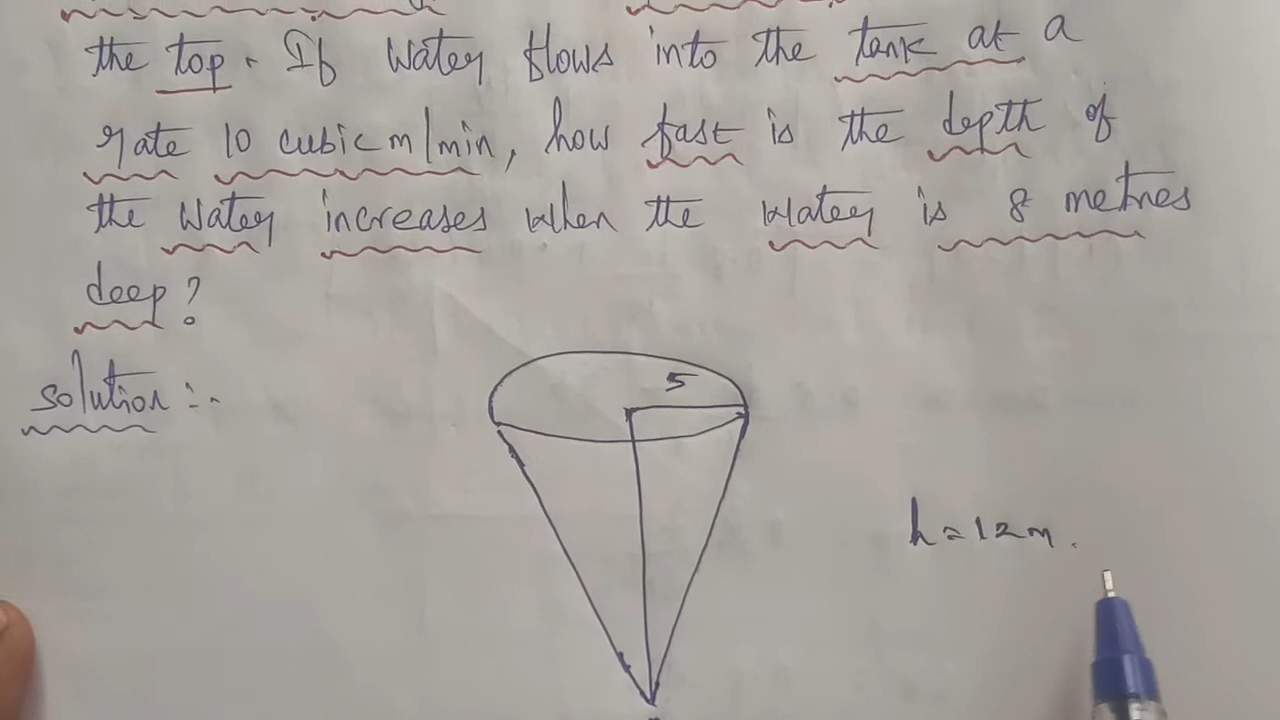 the top. If water flows into the tank at a
rate 10 cubic m/min, how fast is the depth of
the water increases when the water is 8 metres
deep?
solution :-
5
h = 12m.